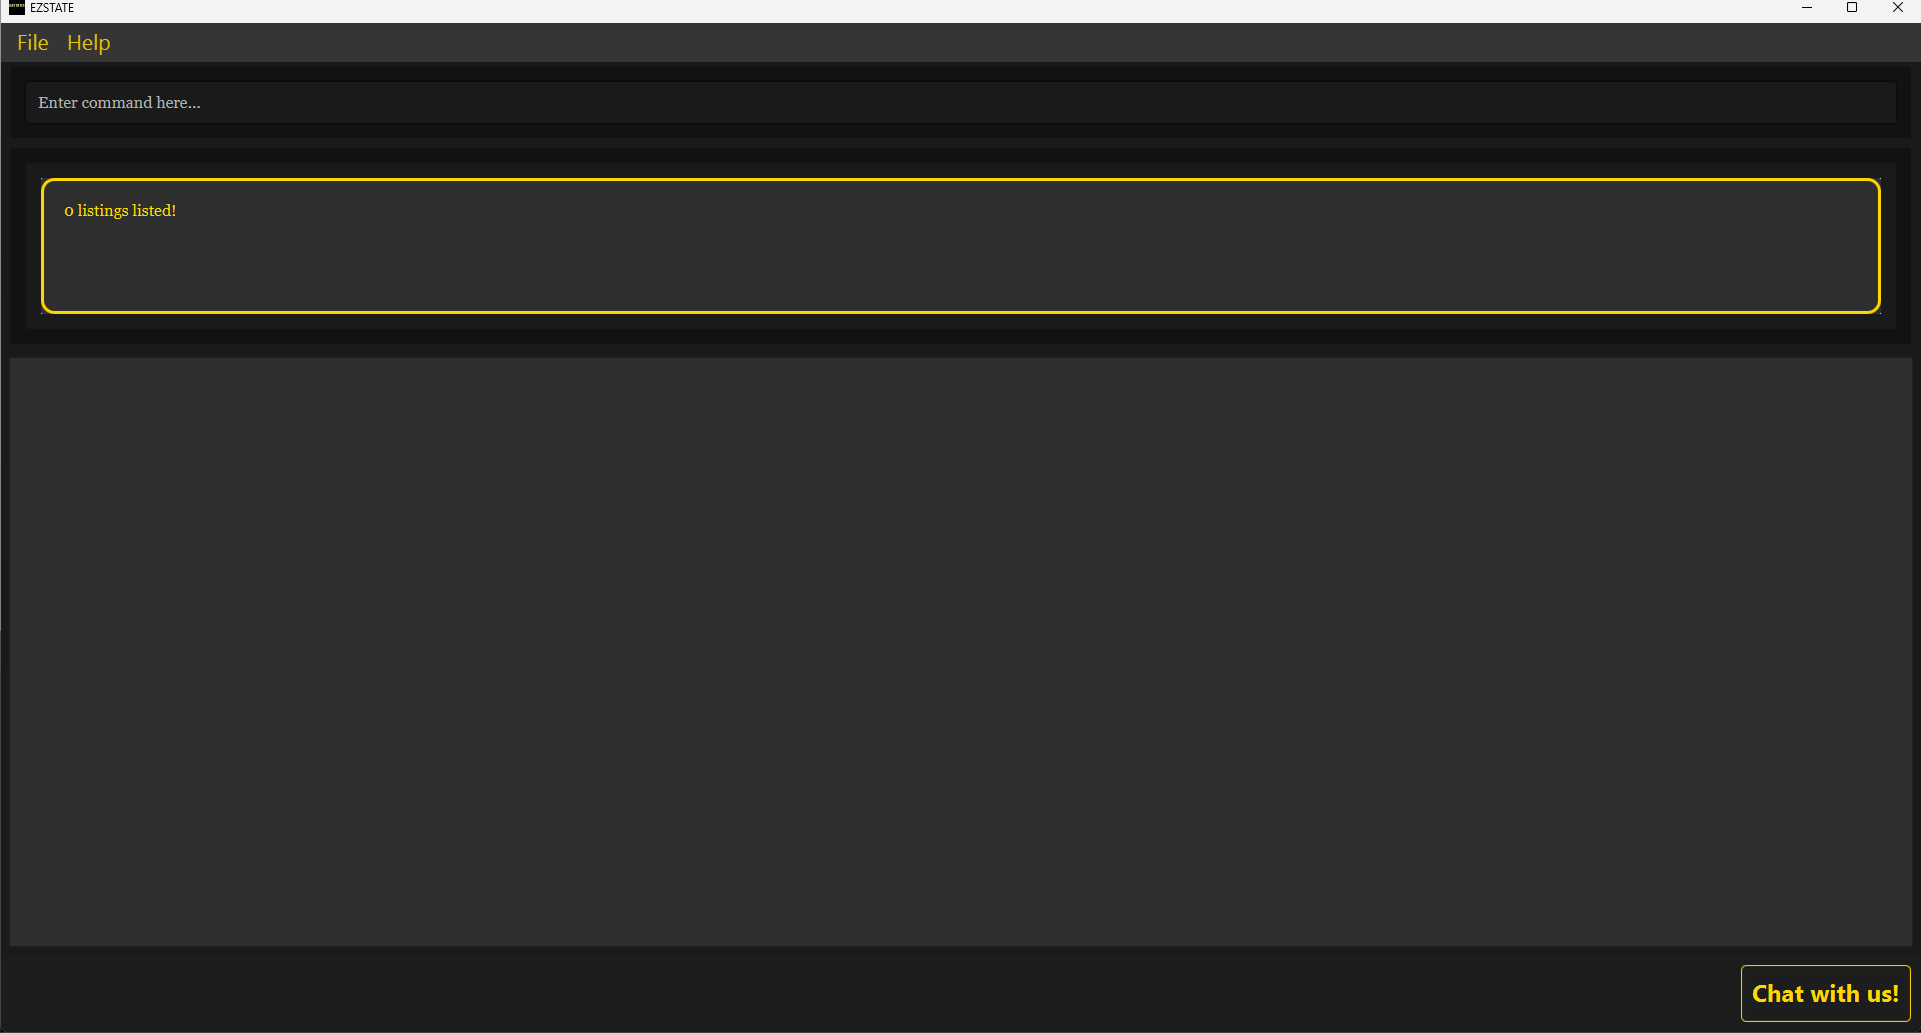 EZSTATE
File Help
Enter command here...
0 listings listed!
Chat with us!